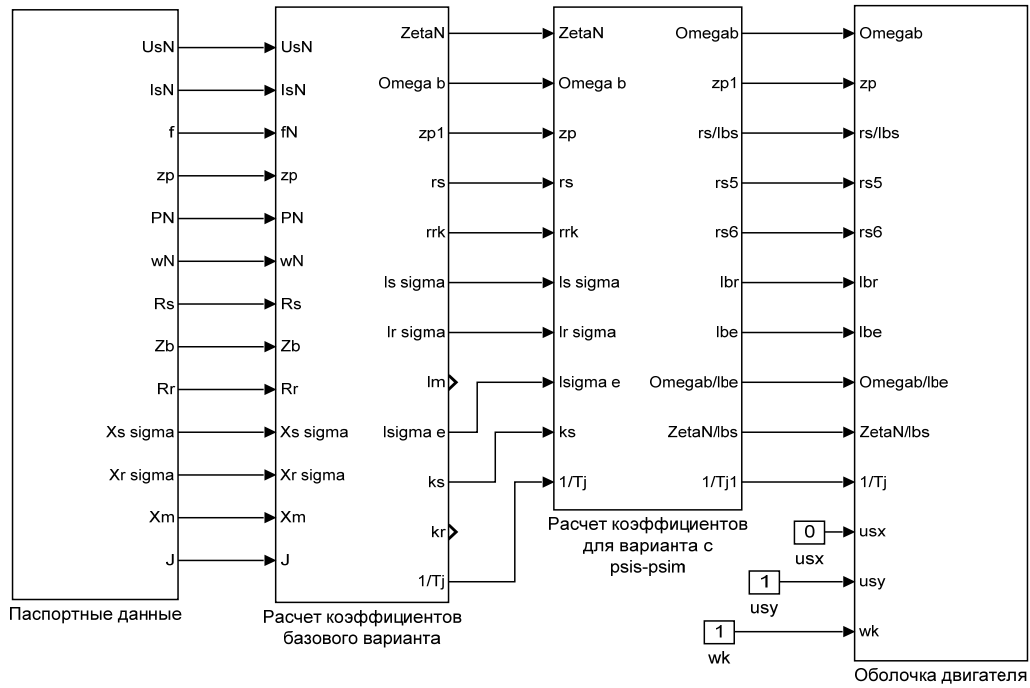 UsN
IsN
f
zp
PN
wN
Rs
Zb
Rr
Xs sigma
Xr sigma
Xm
J
Паспортные данные
UsN
IsN
fN
zp
PN
wN
Rs
Zb
Rr
Xs sigma
Xr sigma
Xm
J
ZetaN
Omega b
zp1
rs
rrk
ls sigma
lr sigma
lm
lsigma e
ks
kr
1/Tj
Расчет коэффициентов
базового варианта
ZetaN
Omega b
zp
rs
rrk
ls sigma
lr sigma
lsigma e
ks
1/Tj
Omegab
zp1
rs/lbs
rs5
rs6
lbr
lbe
Omegab/lbe
ZetaN/lbs
1/Tj1
Расчет коэффициентов
для варианта с
psis-psim
0
usx
1
usy
1
wk
Omegab
zp
rs/lbs
rs5
rs6
lbr
lbe
Omegab/lbe
ZetaN/lbs
1/Tj
usx
usy
wk
Оболочка двигателя